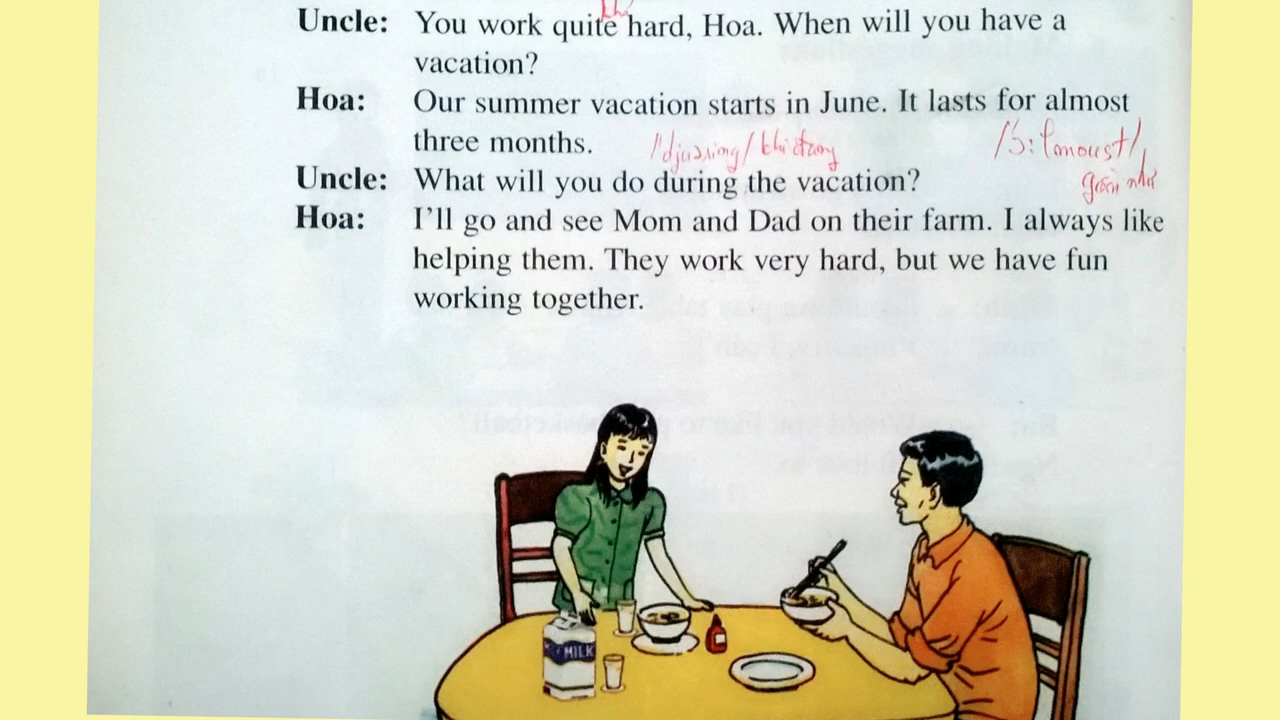 khá
Uncle: You work quite hard, Hoa. When will you have a
vacation?
Hoa: Our summer vacation starts in June. It lasts for almost
three months.
Uncle: What will you do during the vacation?
gần như
Hoa: I'll go and see Mom and Dad on their farm. I always like
helping them. They work very hard, but we have fun
working together.
MILK